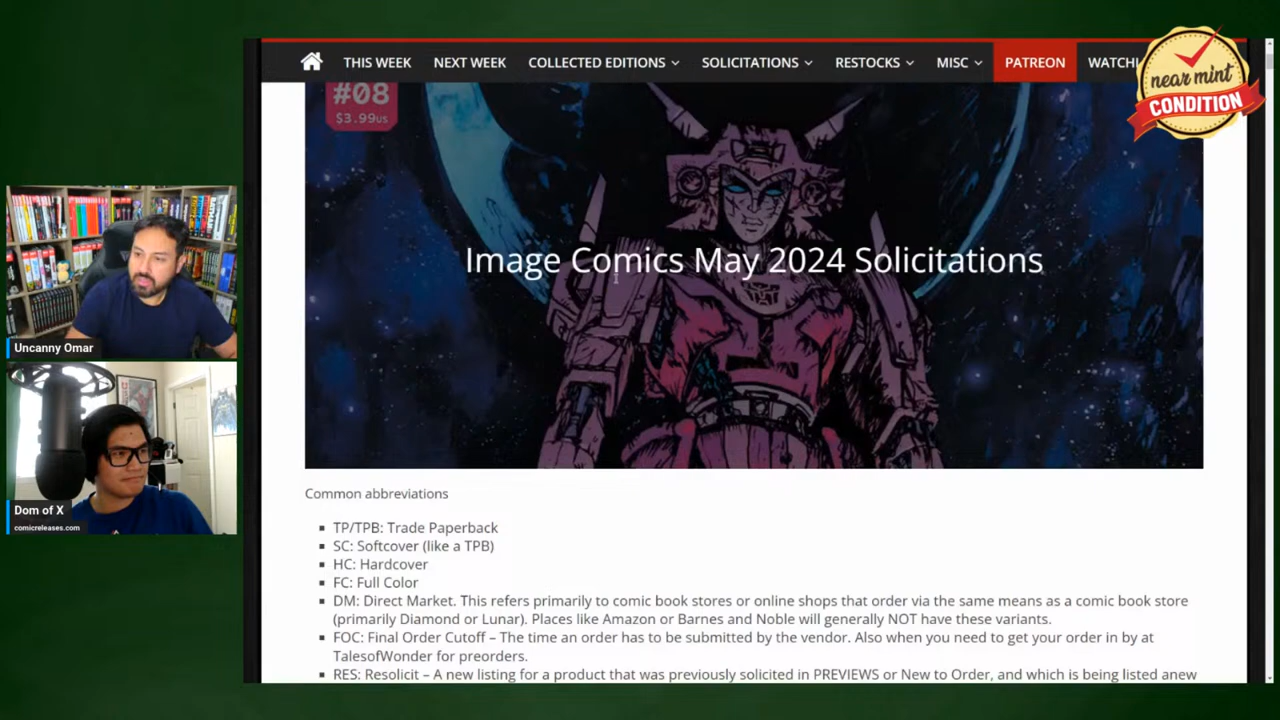 THIS WEEK NEXT WEEK COLLECTED EDITIONS SOLICITATIONS RESTOCKS MISC PATREON WATCHL
near mint
CONDITION
#08
$3.99US
Image Comics May 2024 Solicitations
Uncanny Omar
Dom of X
comicreleases.com
Common abbreviations
TP/TPB: Trade Paperback
SC: Softcover (like a TPB)
HC: Hardcover
FC: Full Color
DM: Direct Market. This refers primarily to comic book stores or online shops that order via the same means as a comic book store
(primarily Diamond or Lunar). Places like Amazon or Barnes and Noble will generally NOT have these variants.
FOC: Final Order Cutoff – The time an order has to be submitted by the vendor. Also when you need to get your order in by at
TalesofWonder for preorders.
RES: Resolicit – A new listing for a product that was previously solicited in PREVIEWS or New to Order, and which is being listed anew